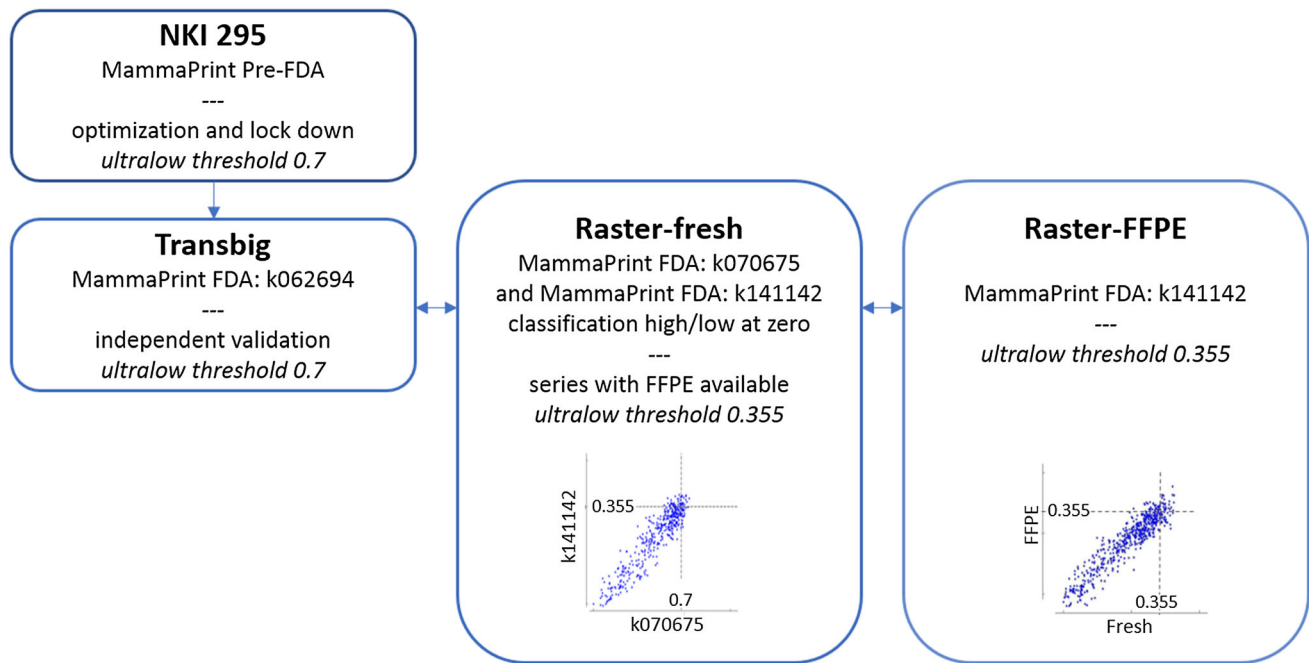 NKI 295
MammaPrint Pre-FDA
---
optimization and lock down
ultralow threshold 0.7
Transbig
MammaPrint FDA: k062694
---
independent validation
ultralow threshold 0.7
Raster-fresh
MammaPrint FDA: k070675
and MammaPrint FDA: k141142
classification high/low at zero
---
series with FFPE available
ultralow threshold 0.355
k141142
0.355
0.7
k070675
Raster-FFPE
MammaPrint FDA: k141142
---
ultralow threshold 0.355
FFPE
0.355
0.355
Fresh